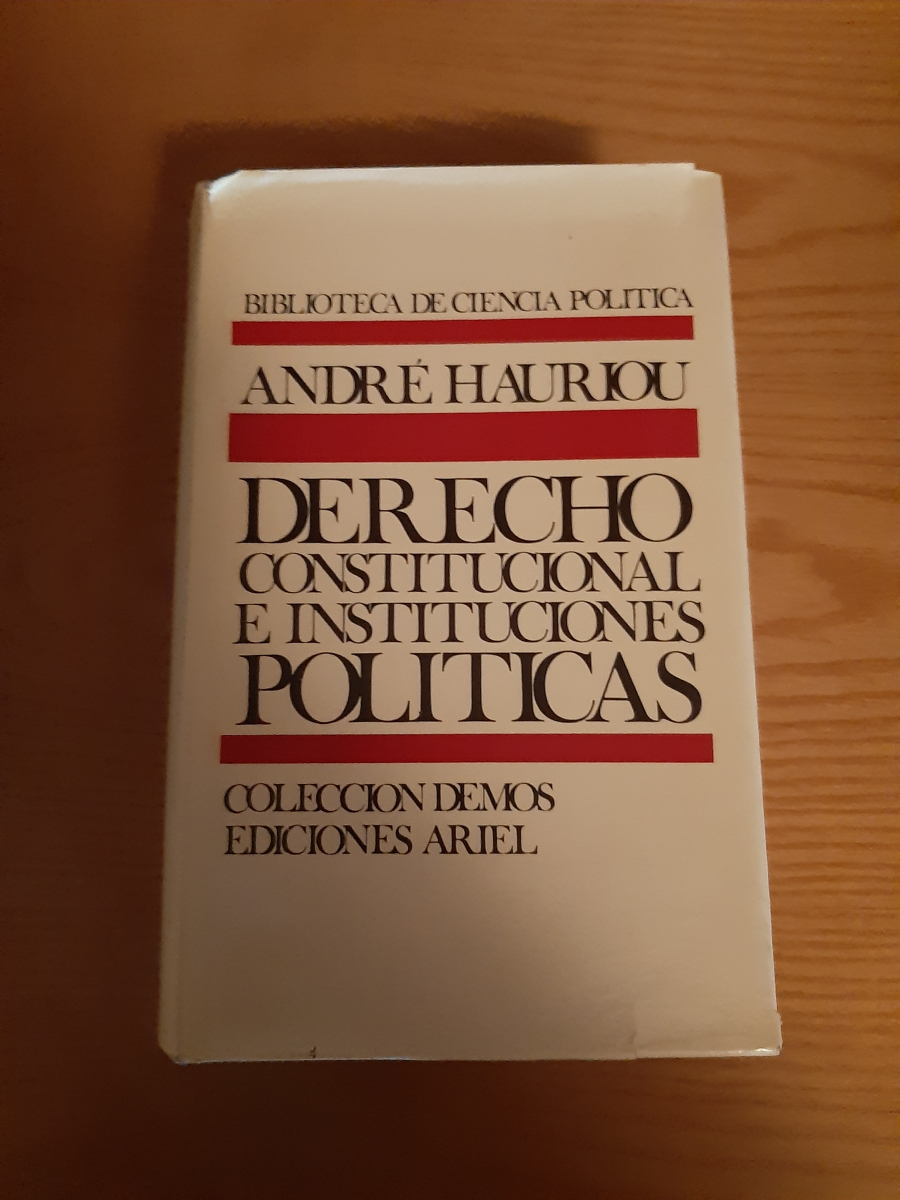 BIBLIOTECA DE CIENCIA POLITICA
ANDRÉ HAURIOU
DERECHO
CONSTITUCIONAL
E INSTITUCIONES
POLITICAS
COLECCION DEMOS
EDICIONES ARIEL